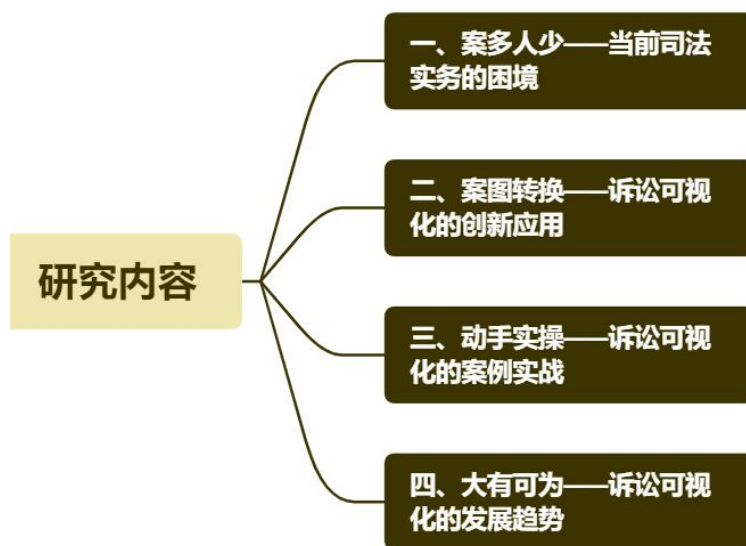 研究内容
一、案多人少——当前司法
实务的困境
二、案图转换——诉讼可视
化的创新应用
三、动手实操——诉讼可视
化的案例实战
四、大有可为——诉讼可视
化的发展趋势